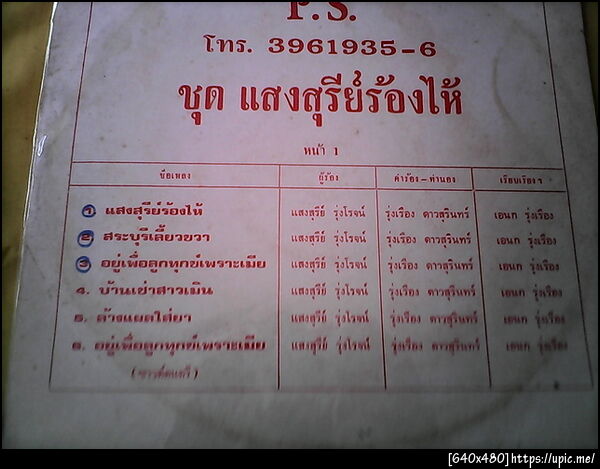 P.S.
โทร. 3961935-6
ชุด แสงสุรีย์ร้องไห้
หน้า 1
ชื่อเพลง ผู้ร้อง คำร้อง-ทำนอง เรียบเรียง ฯ
1. แสงสุรีย์ร้องไห้ แสงสุรีย์ รุ่งโรจน์ รุ่งเรือง ดาวสุรินทร์ เอนก รุ่งเรือง
2. สระบุรีเลี้ยวขวา แสงสุรีย์ รุ่งโรจน์ รุ่งเรือง ดาวสุรินทร์ เอนก รุ่งเรือง
3. อยู่เพื่อลูกทุกข์เพราะเมีย แสงสุรีย์ รุ่งโรจน์ รุ่งเรือง ดาวสุรินทร์ เอนก รุ่งเรือง
4. บ้านเช่าสาวเมิน แสงสุรีย์ รุ่งโรจน์ รุ่งเรือง ดาวสุรินทร์ เอนก รุ่งเรือง
5. ล้างแผลใส่ยา แสงสุรีย์ รุ่งโรจน์ รุ่งเรือง ดาวสุรินทร์ เอนก รุ่งเรือง
6. อยู่เพื่อลูกทุกข์เพราะเมีย แสงสุรีย์ รุ่งโรจน์ รุ่งเรือง ดาวสุรินทร์ เอนก รุ่งเรือง
(ซาวด์ดนตรี)
[640x480]https://upic.me/